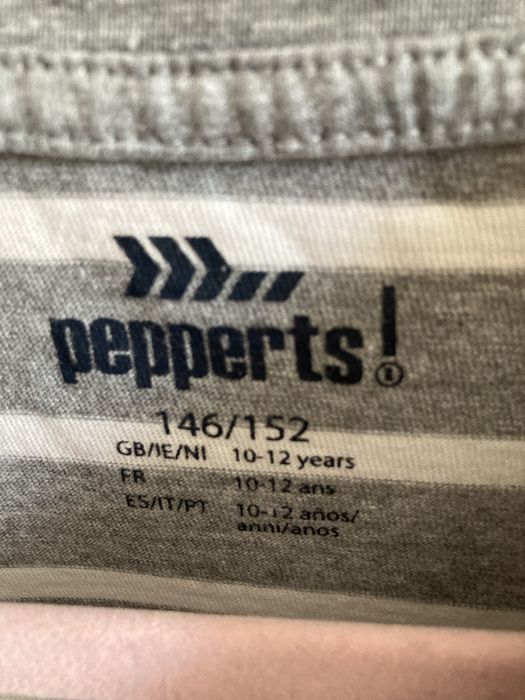 pepperts!®
146/152
GB/IE/NI 10-12 years
FR 10-12 ans
ES/IT/PT 10-12 años/
anni/anos